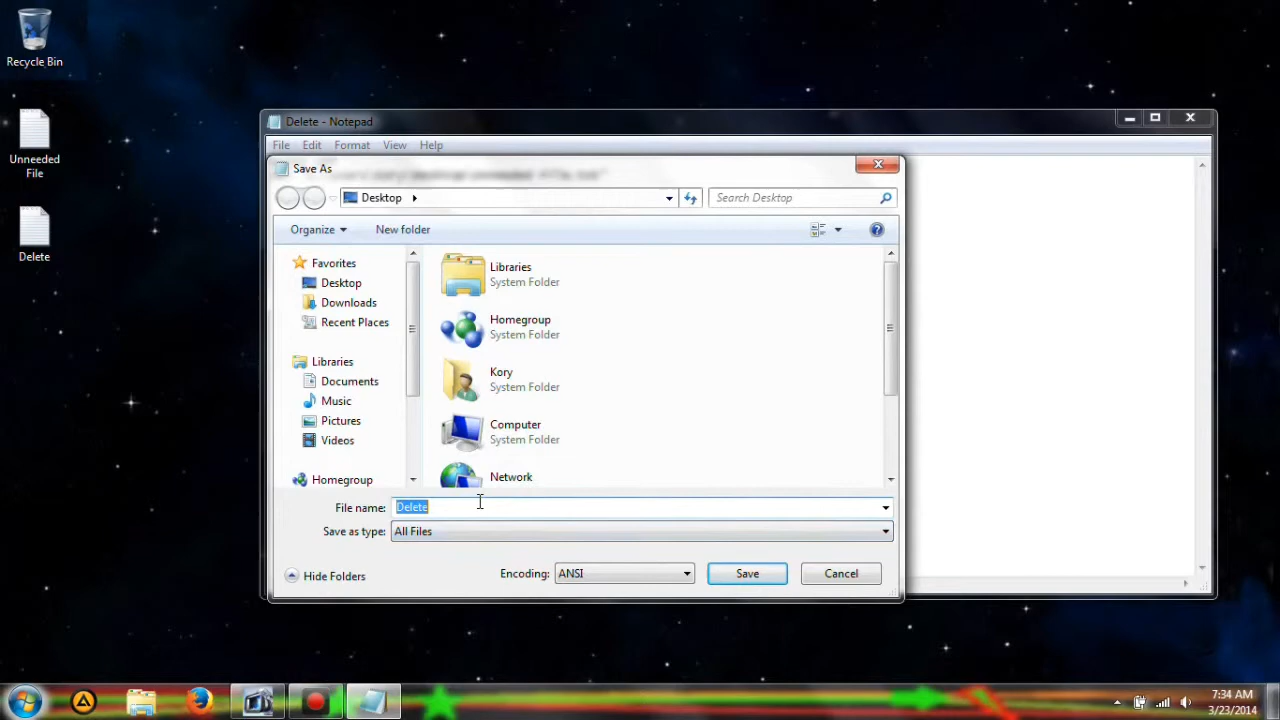 Recycle Bin
Unneeded
File
Delete
Delete - Notepad
File Edit Format View Help
Save As
Desktop
Search Desktop
Organize New folder
Favorites
Desktop
Downloads
Recent Places
Libraries
Documents
Music
Pictures
Videos
Homegroup
Libraries
System Folder
Homegroup
System Folder
Kory
System Folder
Computer
System Folder
Network
File name: Delete
Save as type: All Files
Hide Folders
Encoding: ANSI
Save
Cancel
7:34 AM
3/23/2014